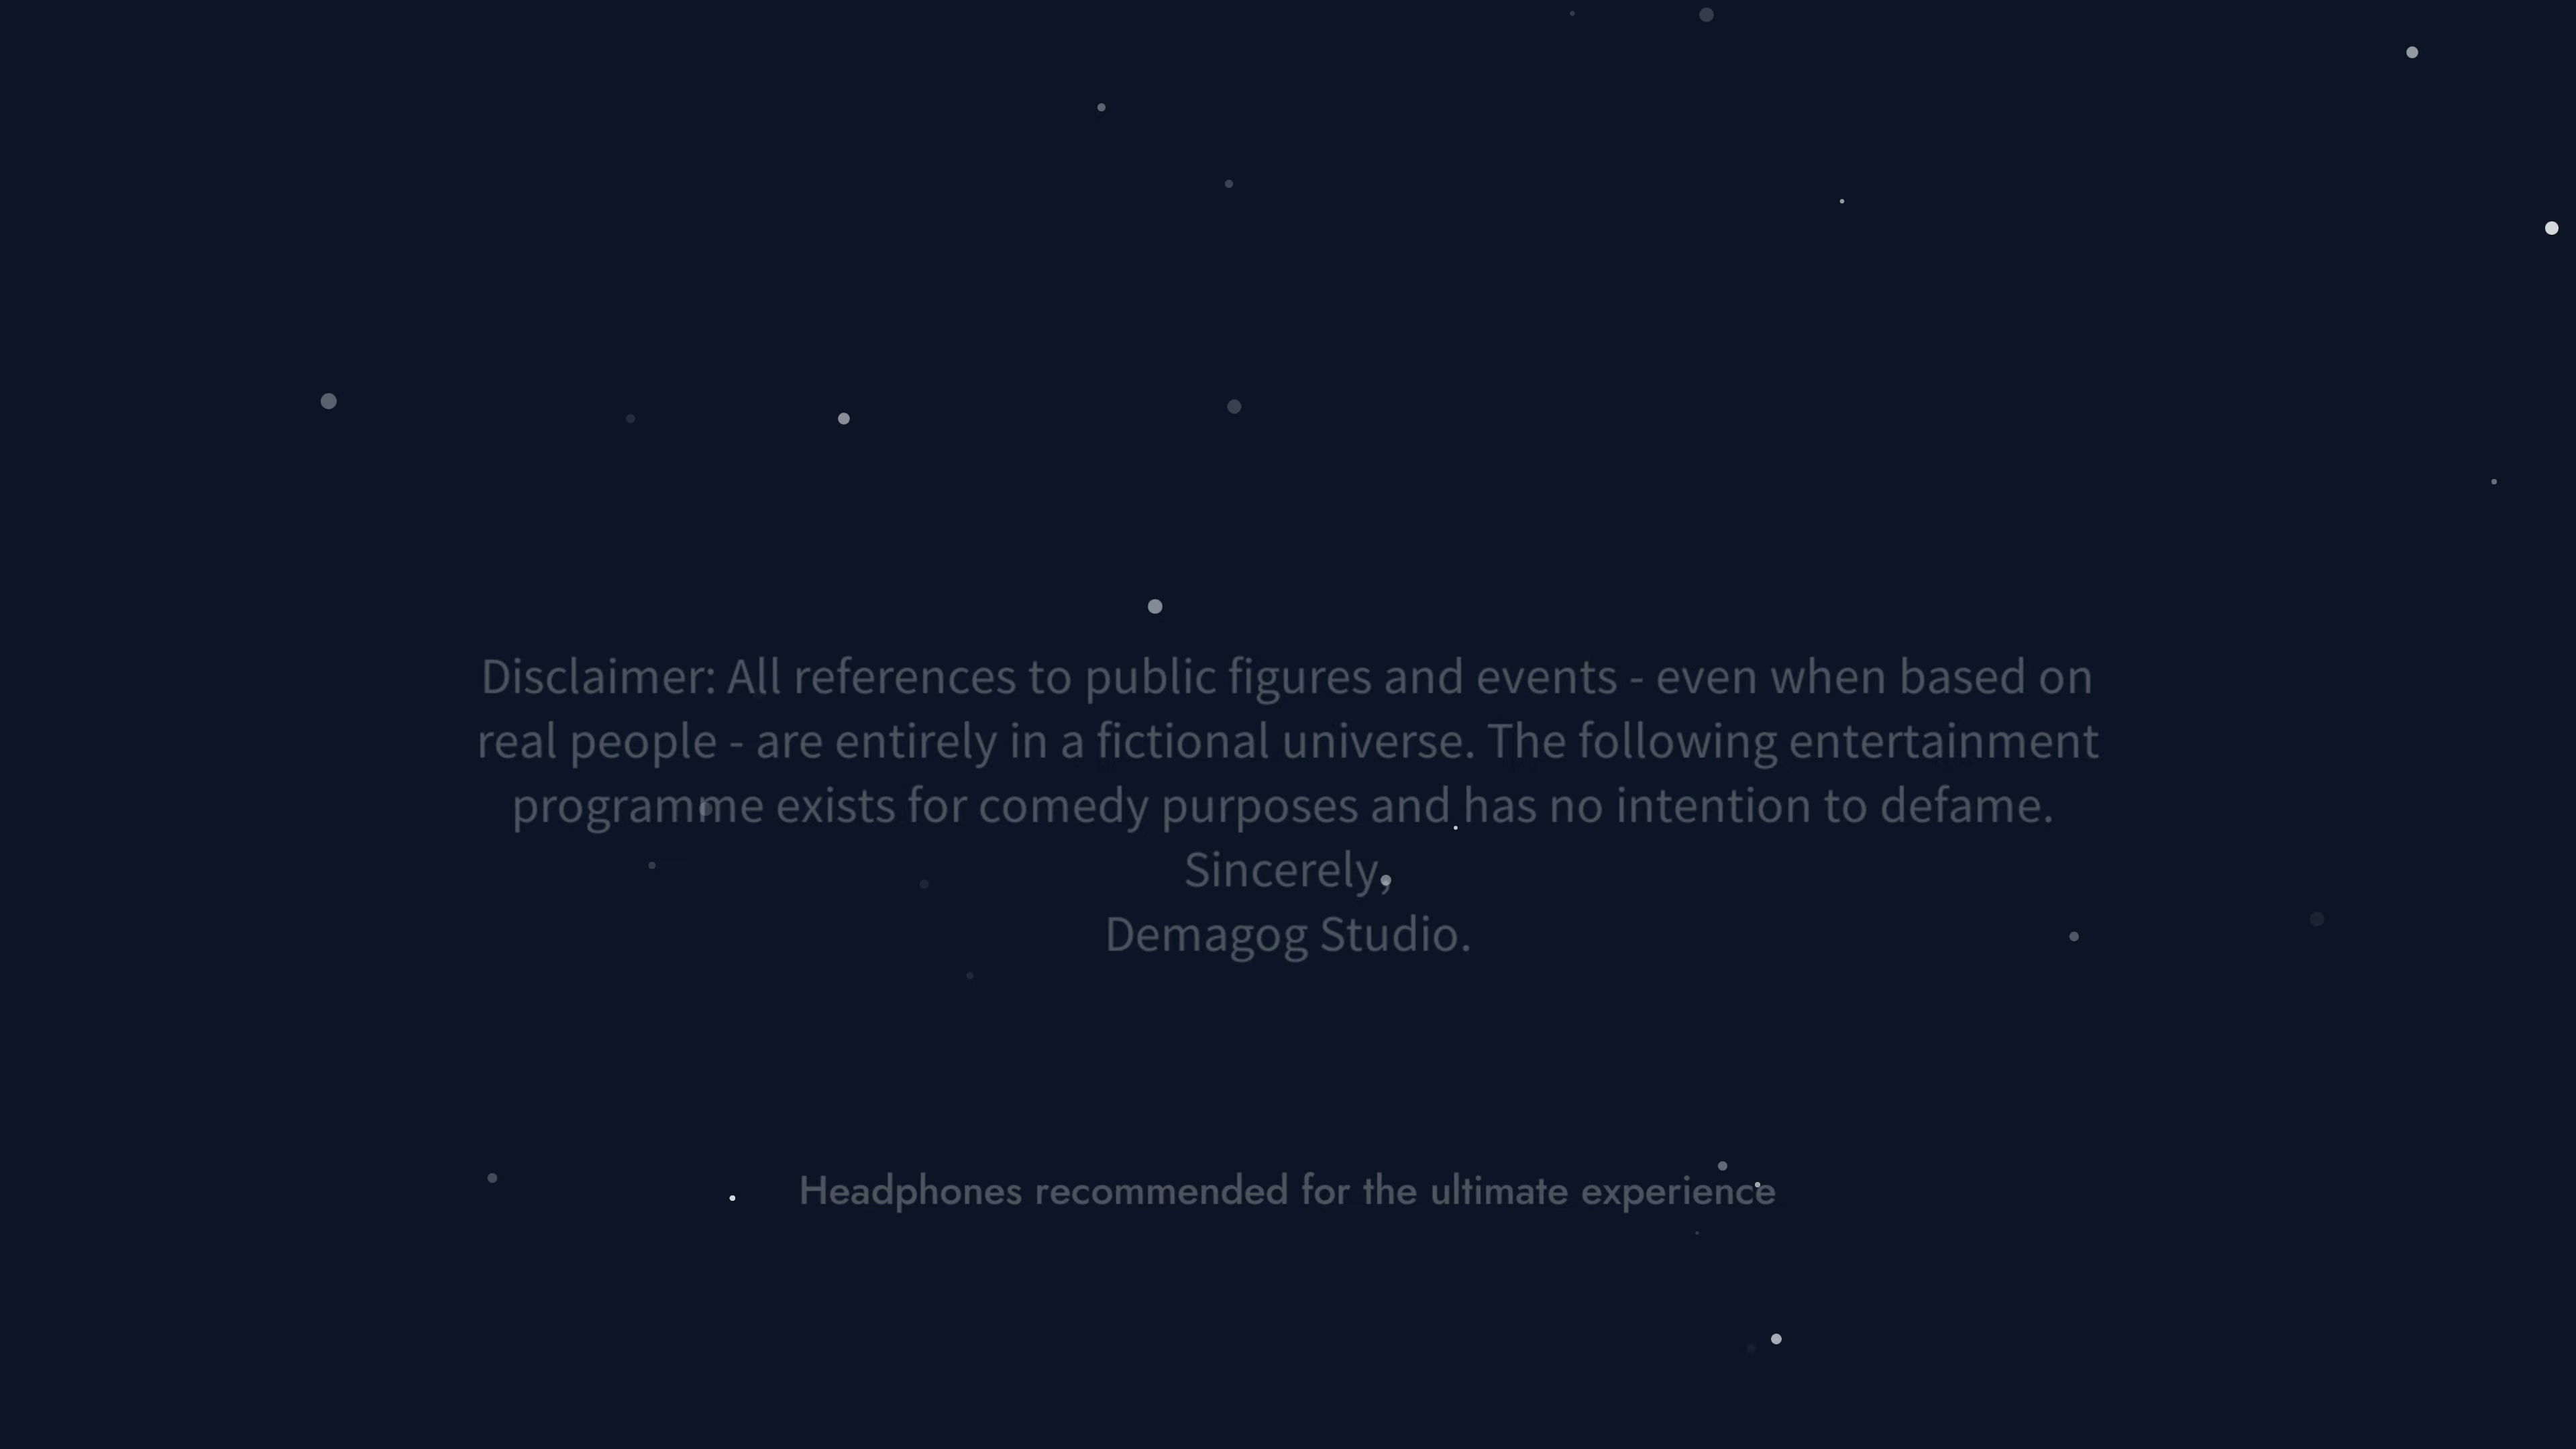 Disclaimer: All references to public figures and events - even when based on
real people - are entirely in a fictional universe. The following entertainment
programme exists for comedy purposes and has no intention to defame.
Sincerely,
Demagog Studio.
Headphones recommended for the ultimate experience